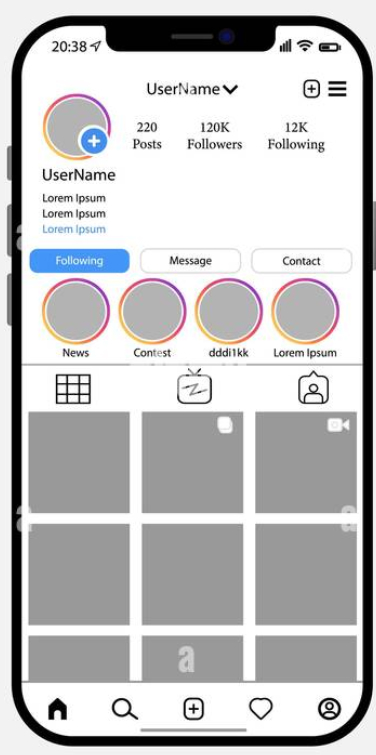 20:38
UserName
220 120K 12K
Posts Followers Following
UserName
Lorem Ipsum
Lorem Ipsum
Lorem Ipsum
Following Message Contact
News Contest dddi1kk Lorem Ipsum
a
a
a
a